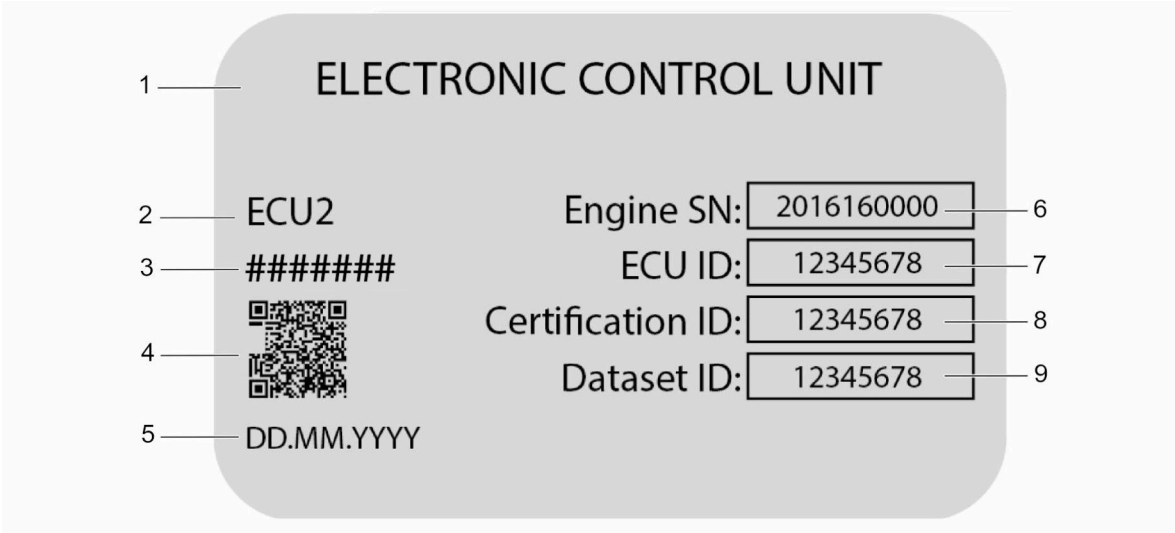 1
ELECTRONIC CONTROL UNIT
2 ECU2 Engine SN: 2016160000 6
3 ####### ECU ID: 12345678 7
Certification ID: 12345678 8
4
Dataset ID: 12345678 9
5 DD.MM.YYYY